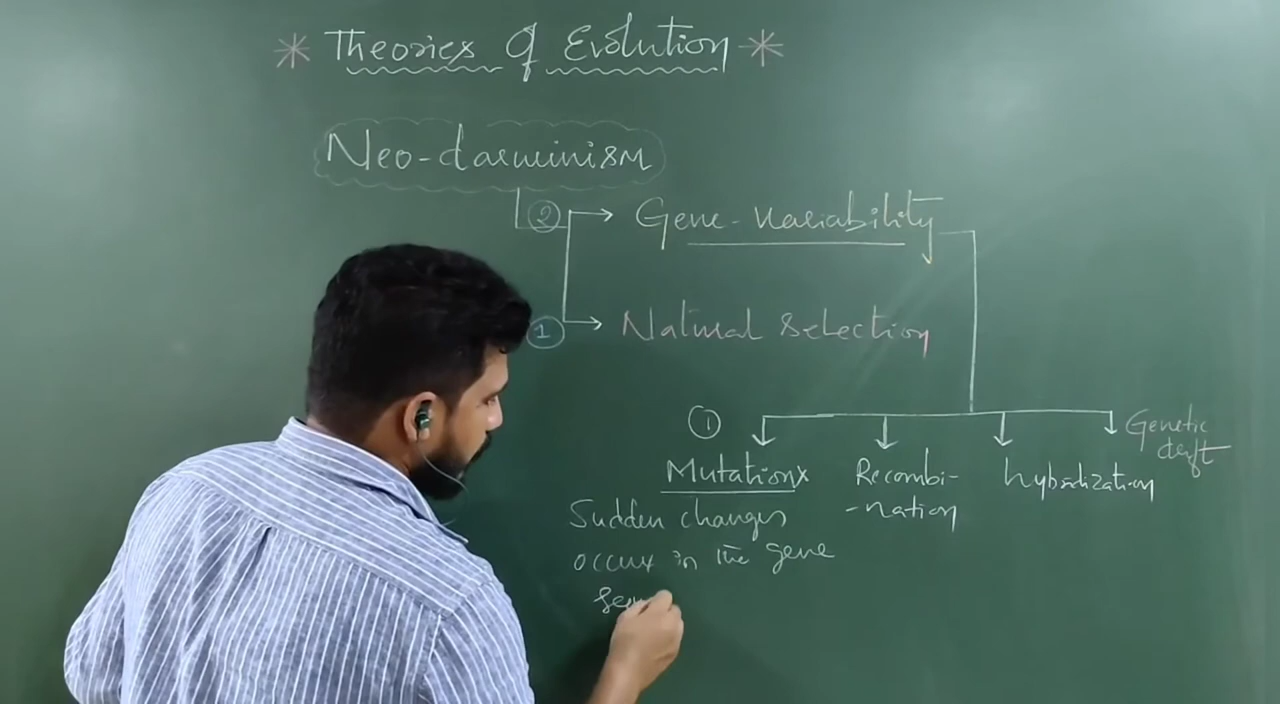 Theories Of Evolution
Neo-darwinism
② Gene-variability
① Natural selection
①
Mutations
Recombi-
-nation
hybridization
Genetic
drift
Sudden changes
occurs in the gene